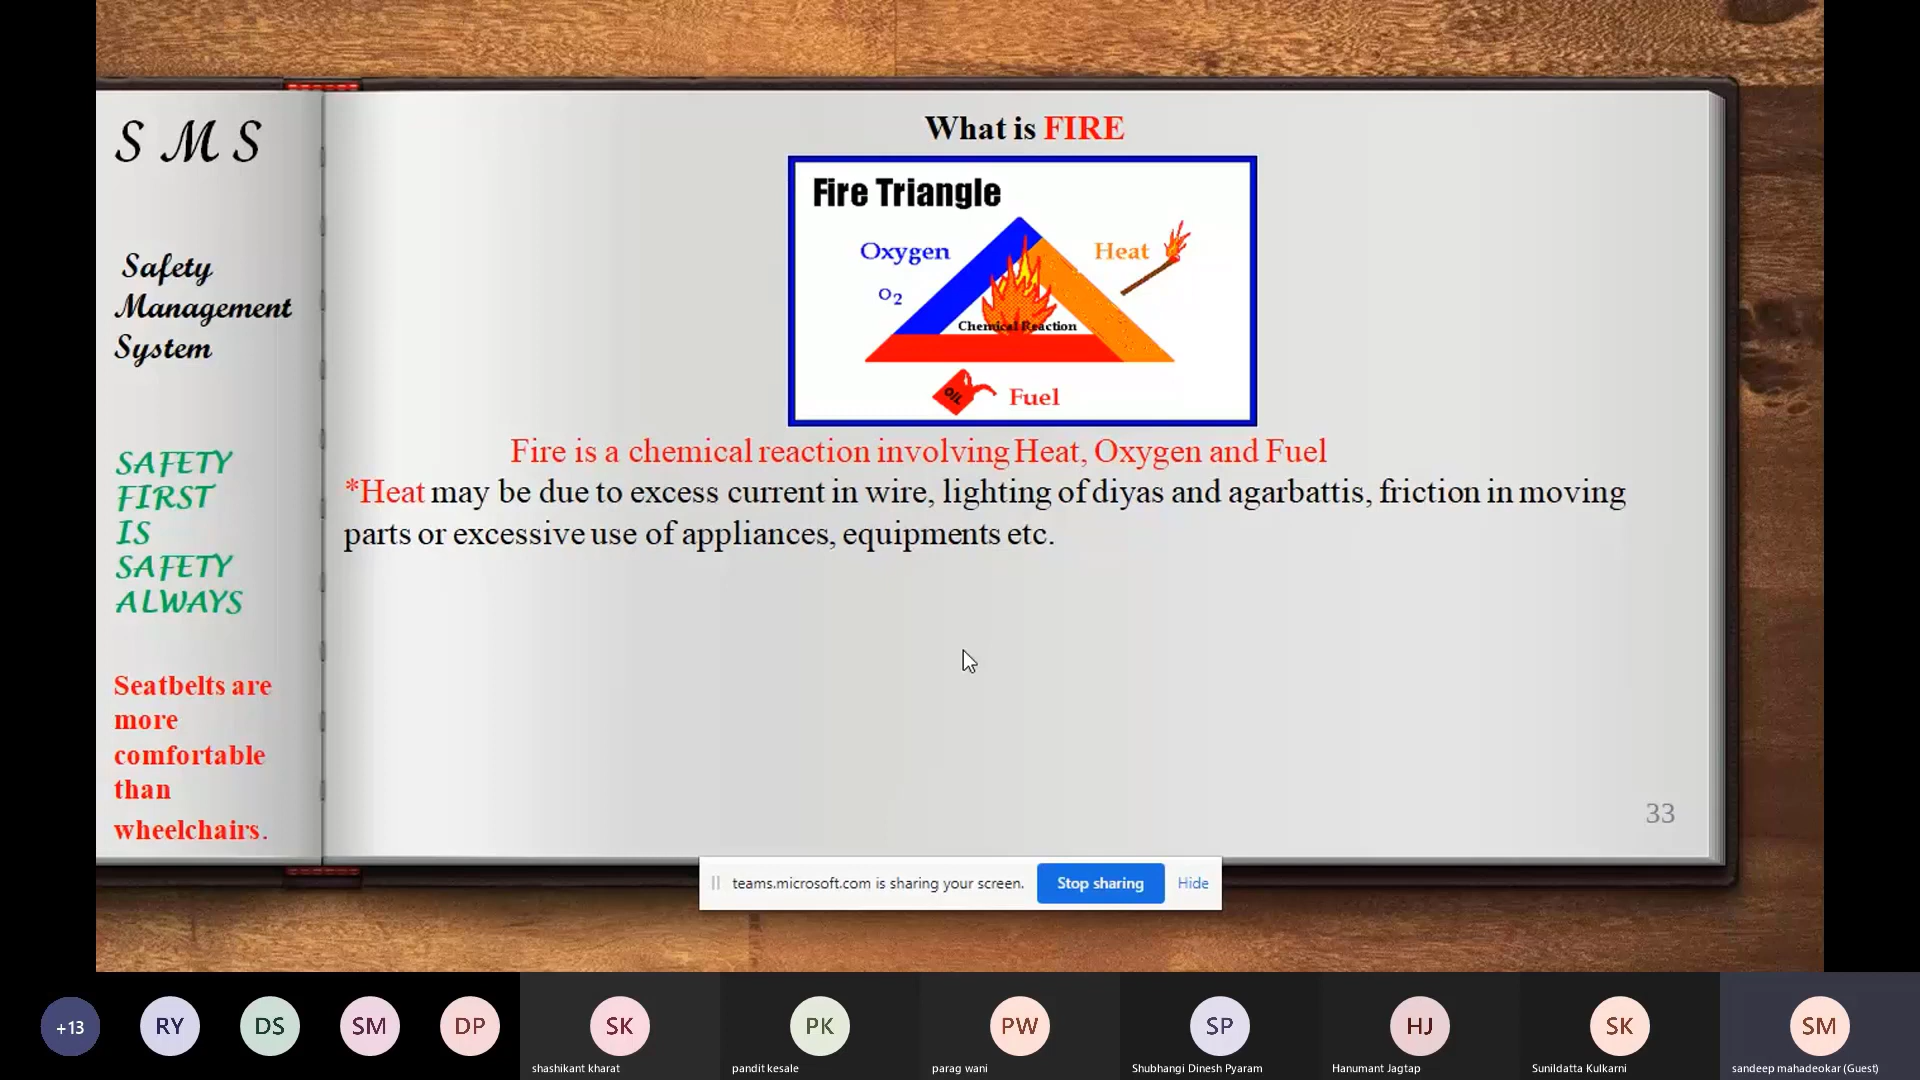 S M S
Safety
Management
System
SAFETY
FIRST
IS
SAFETY
ALWAYS
Seatbelts are
more
comfortable
than
wheelchairs.
What is FIRE
Fire Triangle
Oxygen
O2
Heat
Chemical Reaction
OIL
Fuel
Fire is a chemical reaction involving Heat, Oxygen and Fuel
*Heat may be due to excess current in wire, lighting of diyas and agarbattis, friction in moving
parts or excessive use of appliances, equipments etc.
33
teams.microsoft.com is sharing your screen.
Stop sharing
Hide
+13
RY
DS
SM
DP
SK
shashikant kharat
PK
pandit kesale
PW
parag wani
SP
Shubhangi Dinesh Pyaram
HJ
Hanumant Jagtap
SK
Sunildatta Kulkarni
SM
sandeep mahadeokar (Guest)